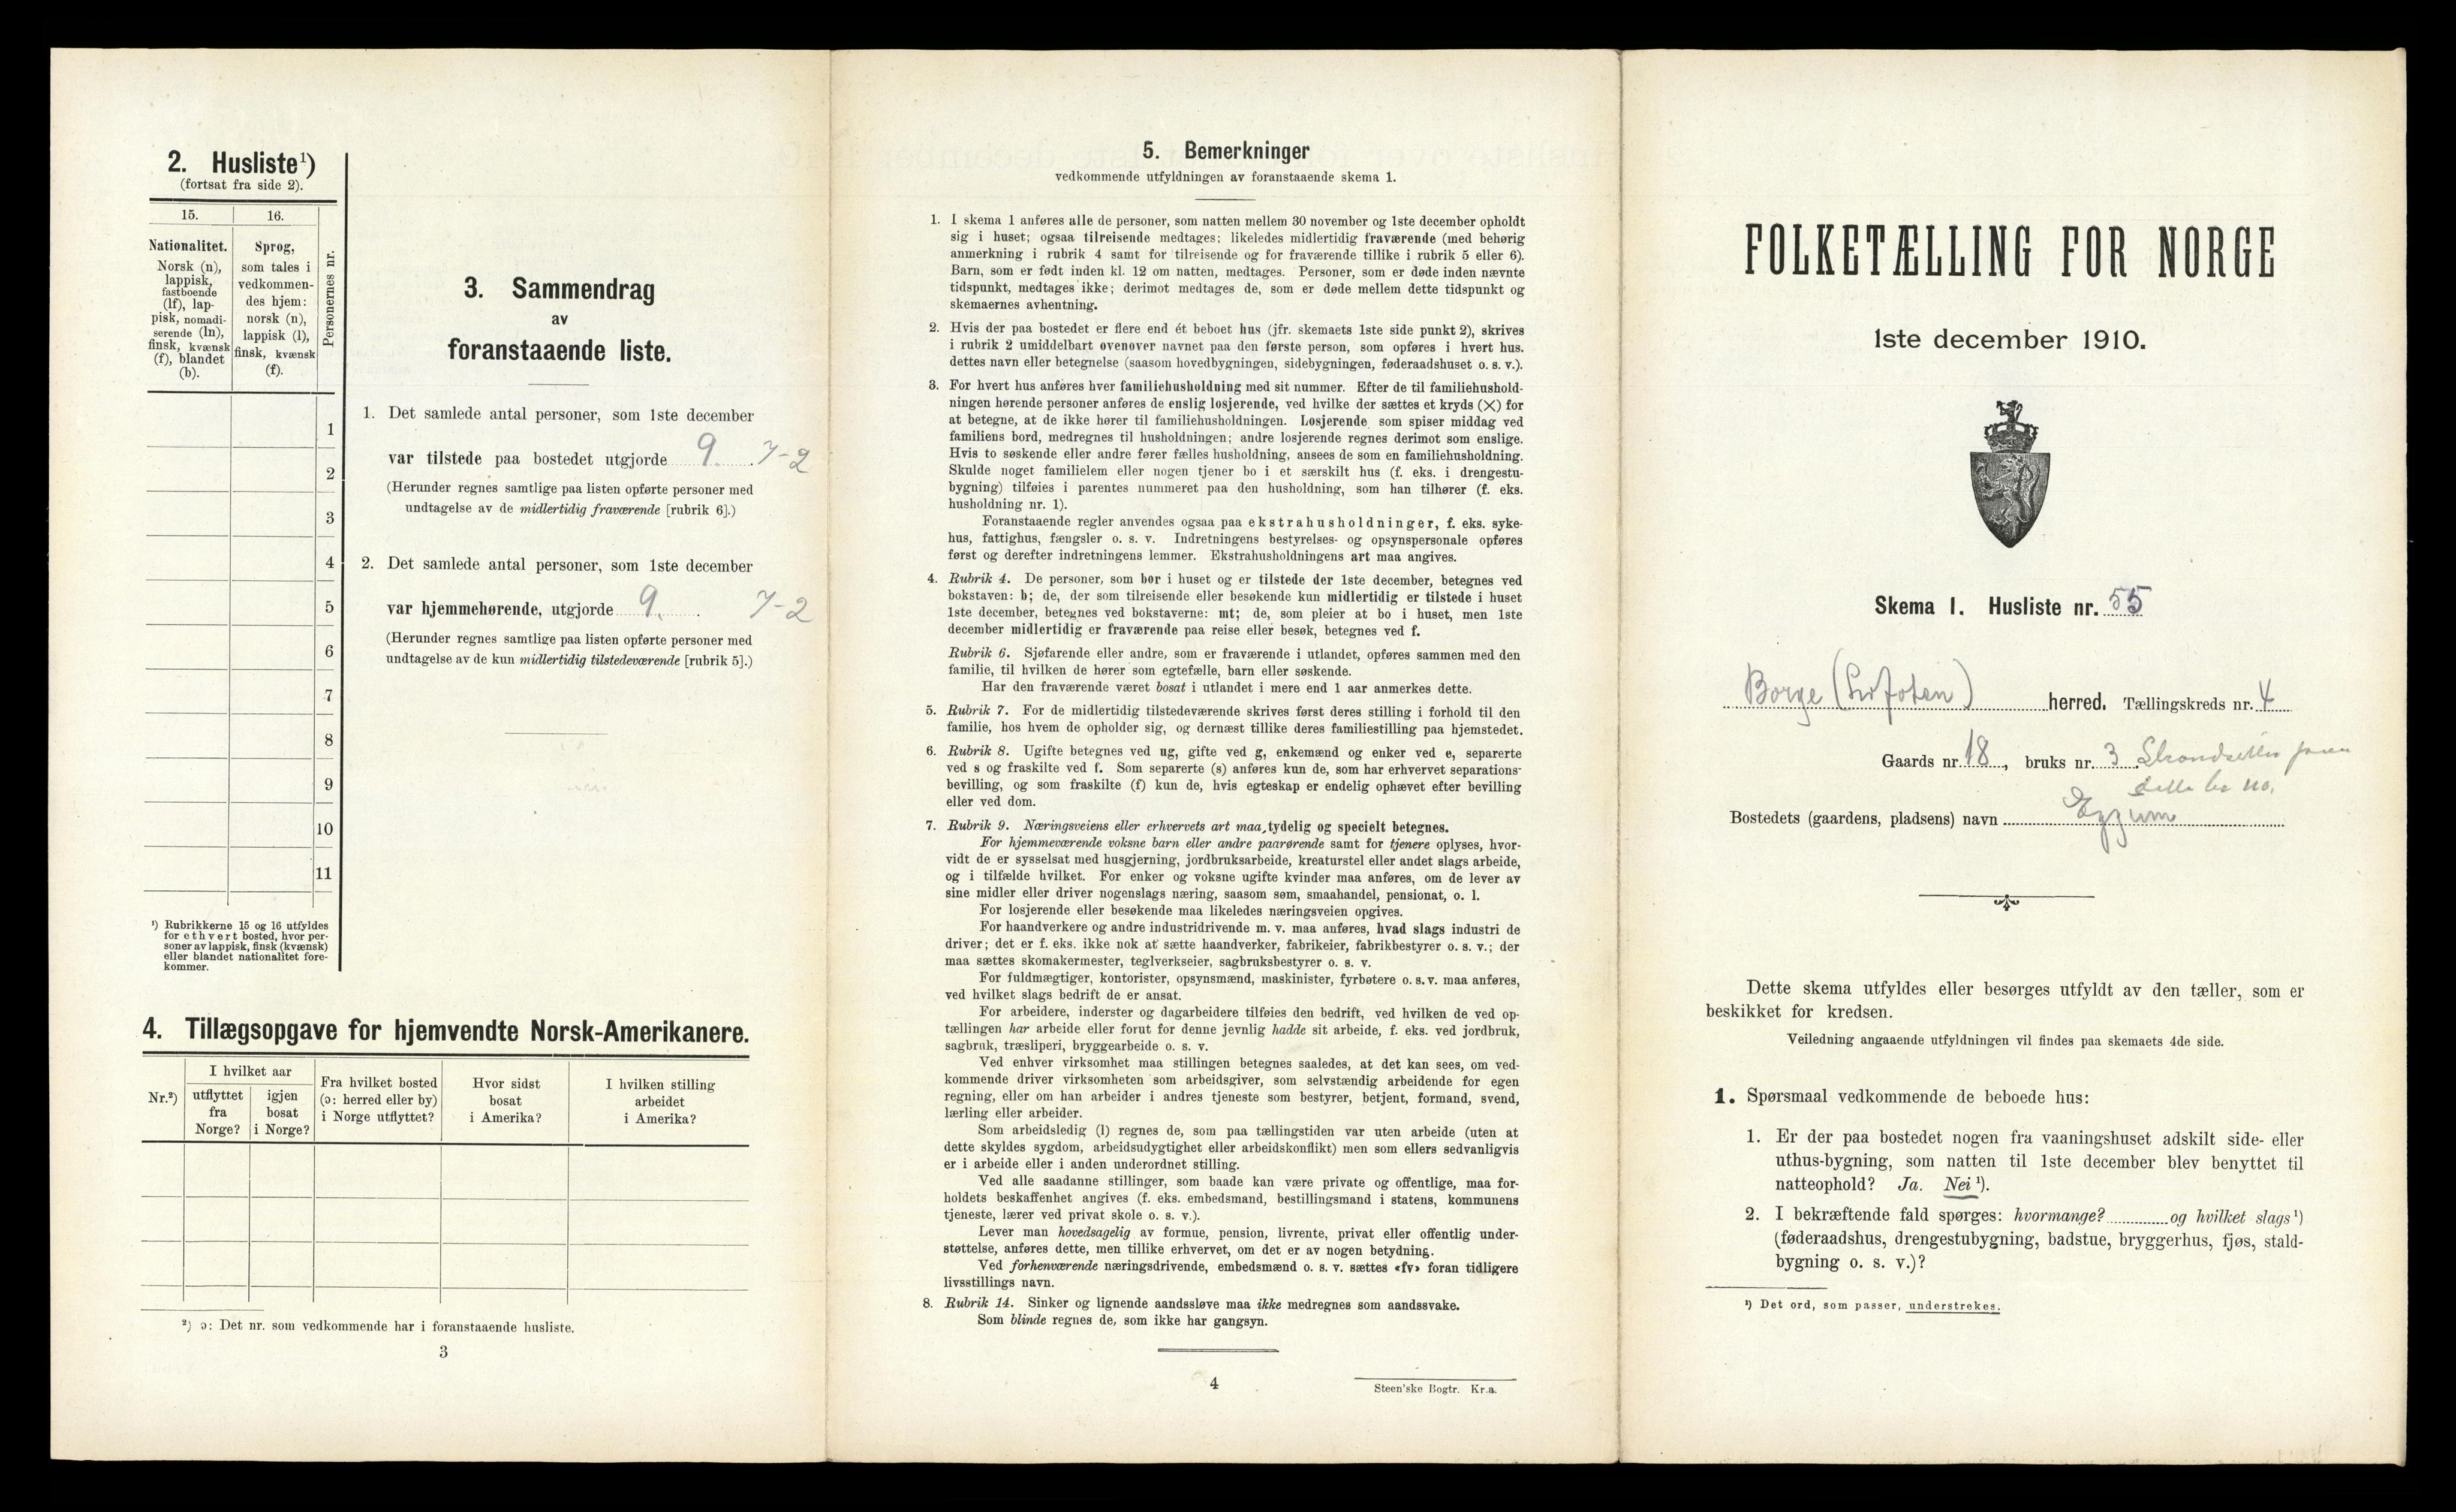 2. Husliste¹)
(fortsat fra side 2).
15.
16.
Personernes nr.
Nationalitet.
Norsk (n),
lappisk,
fastboende
(lf), lap-
pisk, nomadi-
serende (ln),
finsk, kvænsk
(f), blandet
(b).
Sprog,
som tales i
vedkommen-
des hjem:
norsk (n),
lappisk (l),
finsk, kvænsk
(f).
1
2
3
4
5
6
7
8
9
10
11
¹) Rubrikkerne 15 og 16 utfyldes
for ethvert bosted, hvor per-
soner av lappisk, finsk (kvænsk)
eller blandet nationalitet fore-
kommer.
3. Sammendrag
av
foranstaaende liste.
1. Det samlede antal personer, som 1ste december
var tilstede paa bostedet utgjorde 9. 7-2
(Herunder regnes samtlige paa listen opførte personer med
undtagelse av de midlertidig fraværende [rubrik 6].)
2. Det samlede antal personer, som 1ste december
var hjemmehørende, utgjorde 9. 7-2
(Herunder regnes samtlige paa listen opførte personer med
undtagelse av de kun midlertidig tilstedeværende [rubrik 5].)
4. Tillægsopgave for hjemvendte Norsk-Amerikanere.
Nr.²)
I hvilket aar
utflyttet
fra
Norge?
igjen
bosat
i Norge?
Fra hvilket bosted
(ɔ: herred eller by)
i Norge utflyttet?
Hvor sidst
bosat
i Amerika?
I hvilken stilling
arbeidet
i Amerika?
²) ɔ: Det nr. som vedkommende har i foranstaaende husliste.
3
5. Bemerkninger
vedkommende utfyldningen av foranstaaende skema 1.
1. I skema 1 anføres alle de personer, som natten mellem 30 november og 1ste december opholdt
sig i huset; ogsaa tilreisende medtages; likeledes midlertidig fraværende (med behørig
anmerkning i rubrik 4 samt for tilreisende og for fraværende tillike i rubrik 5 eller 6).
Barn, som er født inden kl. 12 om natten, medtages. Personer, som er døde inden nævnte
tidspunkt, medtages ikke; derimot medtages de, som er døde mellem dette tidspunkt og
skemaernes avhentning.
2. Hvis der paa bostedet er flere end ét beboet hus (jfr. skemaets 1ste side punkt 2), skrives
i rubrik 2 umiddelbart ovenover navnet paa den første person, som opføres i hvert hus.
dettes navn eller betegnelse (saasom hovedbygningen, sidebygningen, føderaadshuset o. s. v.).
3. For hvert hus anføres hver familiehusholdning med sit nummer. Efter de til familiehushold-
ningen hørende personer anføres de enslig losjerende, ved hvilke der sættes et kryds (×) for
at betegne, at de ikke hører til familiehusholdningen. Losjerende som spiser middag ved
familiens bord, medregnes til husholdningen; andre losjerende regnes derimot som enslige.
Hvis to søskende eller andre fører fælles husholdning, ansees de som en familiehusholdning.
Skulde noget familielem eller nogen tjener bo i et særskilt hus (f. eks. i drengestu-
bygning) tilføies i parentes nummeret paa den husholdning, som han tilhører (f. eks.
husholdning nr. 1).
Foranstaaende regler anvendes ogsaa paa ekstrahusholdninger, f. eks. syke-
hus, fattighus, fængsler o. s. v. Indretningens bestyrelses- og opsynspersonale opføres
først og derefter indretningens lemmer. Ekstrahusholdningens art maa angives.
4. Rubrik 4. De personer, som bor i huset og er tilstede der 1ste december, betegnes ved
bokstaven: b; de, der som tilreisende eller besøkende kun midlertidig er tilstede i huset
1ste december, betegnes ved bokstaverne: mt; de, som pleier at bo i huset, men 1ste
december midlertidig er fraværende paa reise eller besøk, betegnes ved f.
Rubrik 6. Sjøfarende eller andre, som er fraværende i utlandet, opføres sammen med den
familie, til hvilken de hører som egtefælle, barn eller søskende.
Har den fraværende været bosat i utlandet i mere end 1 aar anmerkes dette.
5. Rubrik 7. For de midlertidig tilstedeværende skrives først deres stilling i forhold til den
familie, hos hvem de opholder sig, og dernæst tillike deres familiestilling paa hjemstedet.
6. Rubrik 8. Ugifte betegnes ved ug, gifte ved g, enkemænd og enker ved e, separerte
ved s og fraskilte ved f. Som separerte (s) anføres kun de, som har erhvervet separations-
bevilling, og som fraskilte (f) kun de, hvis egteskap er endelig ophævet efter bevilling
eller ved dom.
7. Rubrik 9. Næringsveiens eller erhvervets art maa tydelig og specielt betegnes.
For hjemmeværende voksne barn eller andre paarørende samt for tjenere oplyses, hvor-
vidt de er sysselsat med husgjerning, jordbruksarbeide, kreaturstel eller andet slags arbeide,
og i tilfælde hvilket. For enker og voksne ugifte kvinder maa anføres, om de lever av
sine midler eller driver nogenslags næring, saasom søm, smaahandel, pensionat, o. l.
For losjerende eller besøkende maa likeledes næringsveien opgives.
For haandverkere og andre industridrivende m. v. maa anføres, hvad slags industri de
driver; det er f. eks. ikke nok at sætte haandverker, fabrikeier, fabrikbestyrer o. s. v.; der
maa sættes skomakermester, teglverkseier, sagbruksbestyrer o. s. v.
For fuldmægtiger, kontorister, opsynsmænd, maskinister, fyrbøtere o. s. v. maa anføres,
ved hvilket slags bedrift de er ansat.
For arbeidere, inderster og dagarbeidere tilføies den bedrift, ved hvilken de ved op-
tællingen har arbeide eller forut for denne jevnlig hadde sit arbeide, f. eks. ved jordbruk,
sagbruk, træsliperi, bryggearbeide o. s. v.
Ved enhver virksomhet maa stillingen betegnes saaledes, at det kan sees, om ved-
kommende driver virksomheten som arbeidsgiver, som selvstændig arbeidende for egen
regning, eller om han arbeider i andres tjeneste som bestyrer, betjent, formand, svend,
lærling eller arbeider.
Som arbeidsledig (l) regnes de, som paa tællingstiden var uten arbeide (uten at
dette skyldes sygdom, arbeidsudygtighet eller arbeidskonflikt) men som ellers sedvanligvis
er i arbeide eller i anden underordnet stilling.
Ved alle saadanne stillinger, som baade kan være private og offentlige, maa for-
holdets beskaffenhet angives (f. eks. embedsmand, bestillingsmand i statens, kommunens
tjeneste, lærer ved privat skole o. s. v.).
Lever man hovedsagelig av formue, pension, livrente, privat eller offentlig under-
støttelse, anføres dette, men tillike erhvervet, om det er av nogen betydning.
Ved forhenværende næringsdrivende, embedsmænd o. s. v. sættes «fv» foran tidligere
livsstillings navn.
8. Rubrik 14. Sinker og lignende aandssløve maa ikke medregnes som aandssvake.
Som blinde regnes de, som ikke har gangsyn.
4
Steen'ske Bogtr. Kr.a.
FOLKETÆLLING FOR NORGE
1ste december 1910.
Skema 1. Husliste nr. 55
Borge (Lofoten) herred. Tællingskreds nr. 4
Gaards nr. 18, bruks nr. 3
Bostedets (gaardens, pladsens) navn Eggum
Dette skema utfyldes eller besørges utfyldt av den tæller, som er
beskikket for kredsen.
Veiledning angaaende utfyldningen vil findes paa skemaets 4de side.
1. Spørsmaal vedkommende de beboede hus:
1. Er der paa bostedet nogen fra vaaningshuset adskilt side- eller
uthus-bygning, som natten til 1ste december blev benyttet til
natteophold? Ja. Nei ¹).
2. I bekræftende fald spørges: hvormange? og hvilket slags ¹)
(føderaadshus, drengestubygning, badstue, bryggerhus, fjøs, stald-
bygning o. s. v.)?
¹) Det ord, som passer, understrekes.